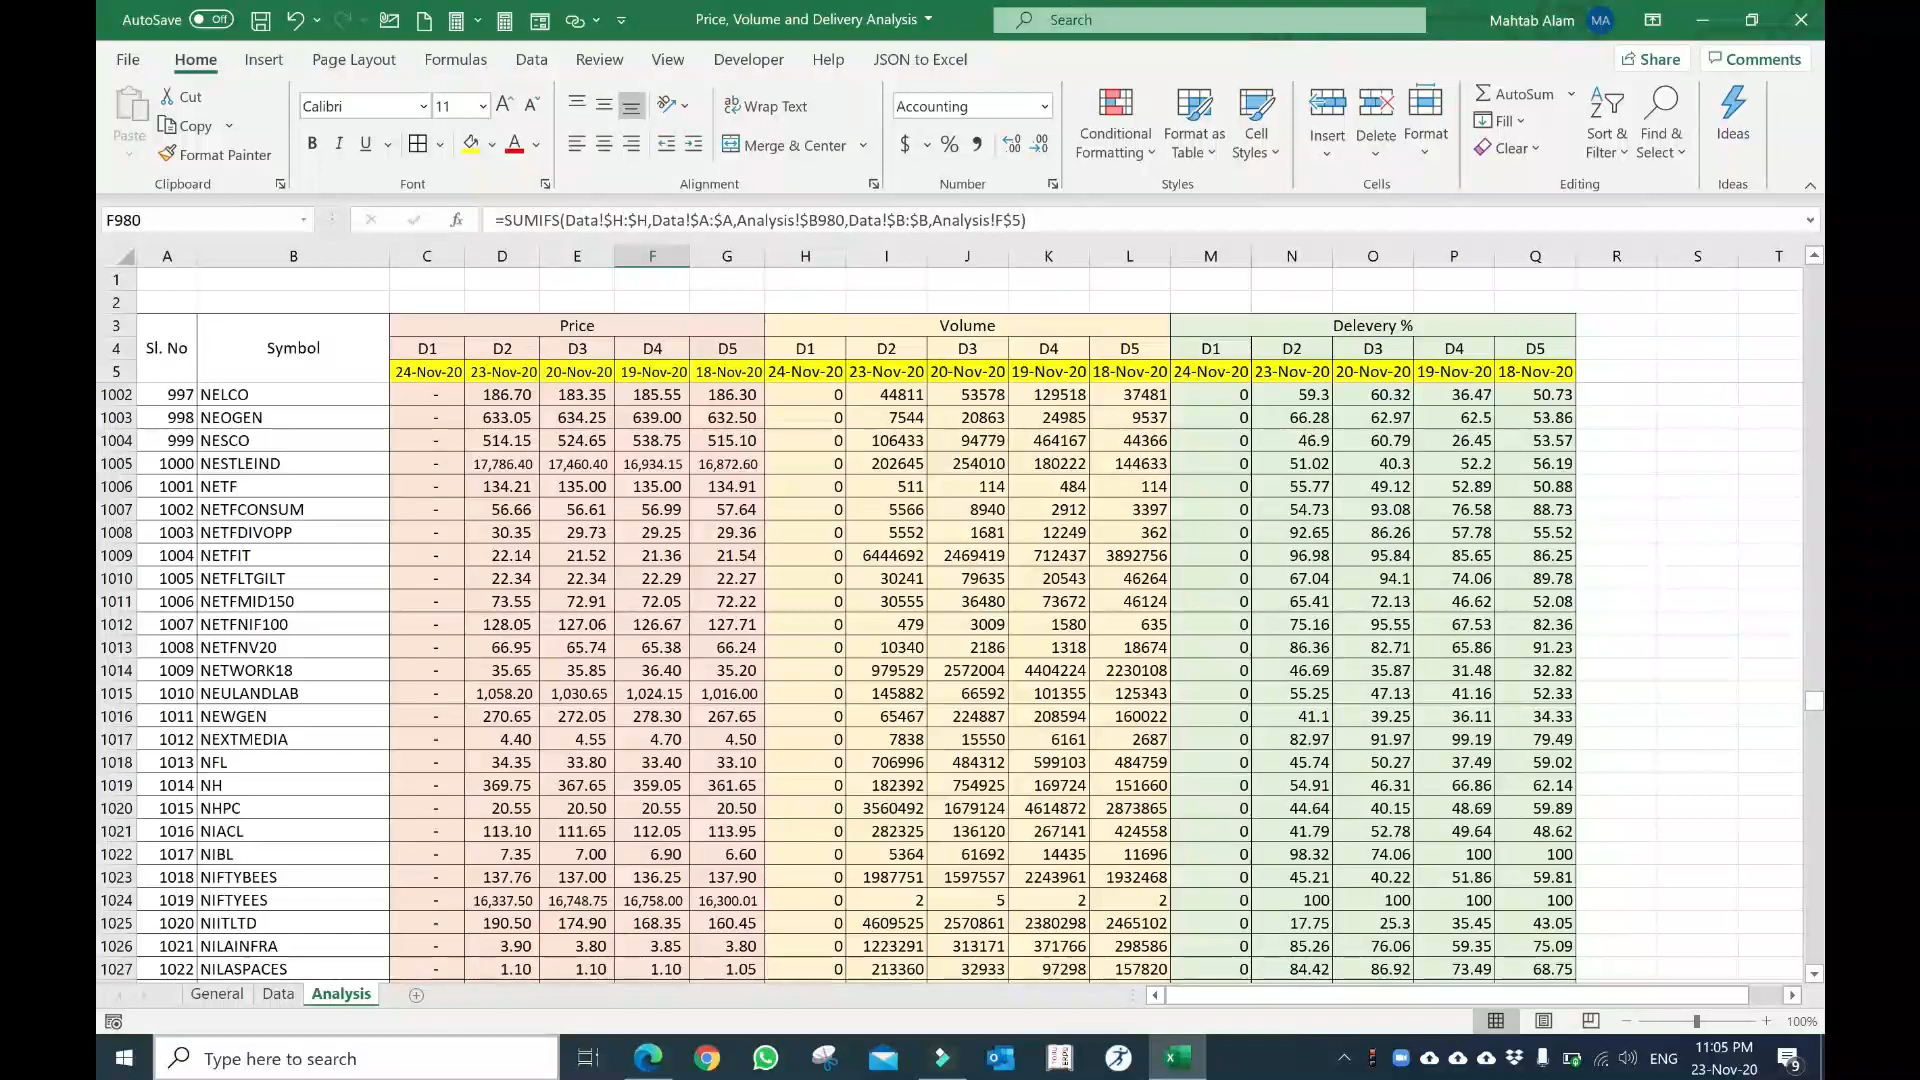 AutoSave Off Price, Volume and Delivery Analysis Search Mahtab Alam MA
File Home Insert Page Layout Formulas Data Review View Developer Help JSON to Excel Share Comments
Cut
Copy
Format Painter
Paste
Clipboard
Calibri 11
B I U
Font
Wrap Text
Merge & Center
Alignment
Accounting
$ % ,
Number
Conditional Formatting
Format as Table
Cell Styles
Styles
Insert Delete Format
Cells
AutoSum
Fill
Clear
Sort & Filter
Find & Select
Editing
Ideas
Ideas
F980 fx =SUMIFS(Data!$H:$H,Data!$A:$A,Analysis!$B980,Data!$B:$B,Analysis!F$5)
A B C D E F G H I J K L M N O P Q R S T
1
2
3 Price Volume Delevery %
4 Sl. No Symbol D1 D2 D3 D4 D5 D1 D2 D3 D4 D5 D1 D2 D3 D4 D5
5 24-Nov-20 23-Nov-20 20-Nov-20 19-Nov-20 18-Nov-20 24-Nov-20 23-Nov-20 20-Nov-20 19-Nov-20 18-Nov-20 24-Nov-20 23-Nov-20 20-Nov-20 19-Nov-20 18-Nov-20
1002 997 NELCO - 186.70 183.35 185.55 186.30 0 44811 53578 129518 37481 0 59.3 60.32 36.47 50.73
1003 998 NEOGEN - 633.05 634.25 639.00 632.50 0 7544 20863 24985 9537 0 66.28 62.97 62.5 53.86
1004 999 NESCO - 514.15 524.65 538.75 515.10 0 106433 94779 464167 44366 0 46.9 60.79 26.45 53.57
1005 1000 NESTLEIND - 17,786.40 17,460.40 16,934.15 16,872.60 0 202645 254010 180222 144633 0 51.02 40.3 52.2 56.19
1006 1001 NETF - 134.21 135.00 135.00 134.91 0 511 114 484 114 0 55.77 49.12 52.89 50.88
1007 1002 NETFCONSUM - 56.66 56.61 56.99 57.64 0 5566 8940 2912 3397 0 54.73 93.08 76.58 88.73
1008 1003 NETFDIVOPP - 30.35 29.73 29.25 29.36 0 5552 1681 12249 362 0 92.65 86.26 57.78 55.52
1009 1004 NETFIT - 22.14 21.52 21.36 21.54 0 6444692 2469419 712437 3892756 0 96.98 95.84 85.65 86.25
1010 1005 NETFLTGILT - 22.34 22.34 22.29 22.27 0 30241 79635 20543 46264 0 67.04 94.1 74.06 89.78
1011 1006 NETFMID150 - 73.55 72.91 72.05 72.22 0 30555 36480 73672 46124 0 65.41 72.13 46.62 52.08
1012 1007 NETFNIF100 - 128.05 127.06 126.67 127.71 0 479 3009 1580 635 0 75.16 95.55 67.53 82.36
1013 1008 NETFNV20 - 66.95 65.74 65.38 66.24 0 10340 2186 1318 18674 0 86.36 82.71 65.86 91.23
1014 1009 NETWORK18 - 35.65 35.85 36.40 35.20 0 979529 2572004 4404224 2230108 0 46.69 35.87 31.48 32.82
1015 1010 NEULANDLAB - 1,058.20 1,030.65 1,024.15 1,016.00 0 145882 66592 101355 125343 0 55.25 47.13 41.16 52.33
1016 1011 NEWGEN - 270.65 272.05 278.30 267.65 0 65467 224887 208594 160022 0 41.1 39.25 36.11 34.33
1017 1012 NEXTMEDIA - 4.40 4.55 4.70 4.50 0 7838 15550 6161 2687 0 82.97 91.97 99.19 79.49
1018 1013 NFL - 34.35 33.80 33.40 33.10 0 706996 484312 599103 484759 0 45.74 50.27 37.49 59.02
1019 1014 NH - 369.75 367.65 359.05 361.65 0 182392 754925 169724 151660 0 54.91 46.31 66.86 62.14
1020 1015 NHPC - 20.55 20.50 20.55 20.50 0 3560492 1679124 4614872 2873865 0 44.64 40.15 48.69 59.89
1021 1016 NIACL - 113.10 111.65 112.05 113.95 0 282325 136120 267141 424558 0 41.79 52.78 49.64 48.62
1022 1017 NIBL - 7.35 7.00 6.90 6.60 0 5364 61692 14435 11696 0 98.32 74.06 100 100
1023 1018 NIFTYBEES - 137.76 137.00 136.25 137.90 0 1987751 1597557 2243961 1932468 0 45.21 40.22 51.86 59.81
1024 1019 NIFTYEES - 16,337.50 16,748.75 16,758.00 16,300.01 0 2 5 2 2 0 100 100 100 100
1025 1020 NIITLTD - 190.50 174.90 168.35 160.45 0 4609525 2570861 2380298 2465102 0 17.75 25.3 35.45 43.05
1026 1021 NILAINFRA - 3.90 3.80 3.85 3.80 0 1223291 313171 371766 298586 0 85.26 76.06 59.35 75.09
1027 1022 NILASPACES - 1.10 1.10 1.10 1.05 0 213360 32933 97298 157820 0 84.42 86.92 73.49 68.75
General Data Analysis
100%
Type here to search ENG 11:05 PM
23-Nov-20 9